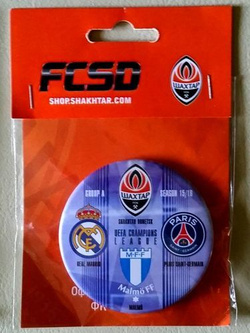 FCSD
SHOP.SHAKHTAR.COM
ШАХТАР
ШАХТАР
GROUP A
SEASON 15/16
SHAKHTAR DONETSK
UEFA CHAMPIONS
LEAGUE
MFF
PARIS
REAL MADRID
Malmö FF
PARIS SAINT-GERMAIN
MALMÖ
ФК